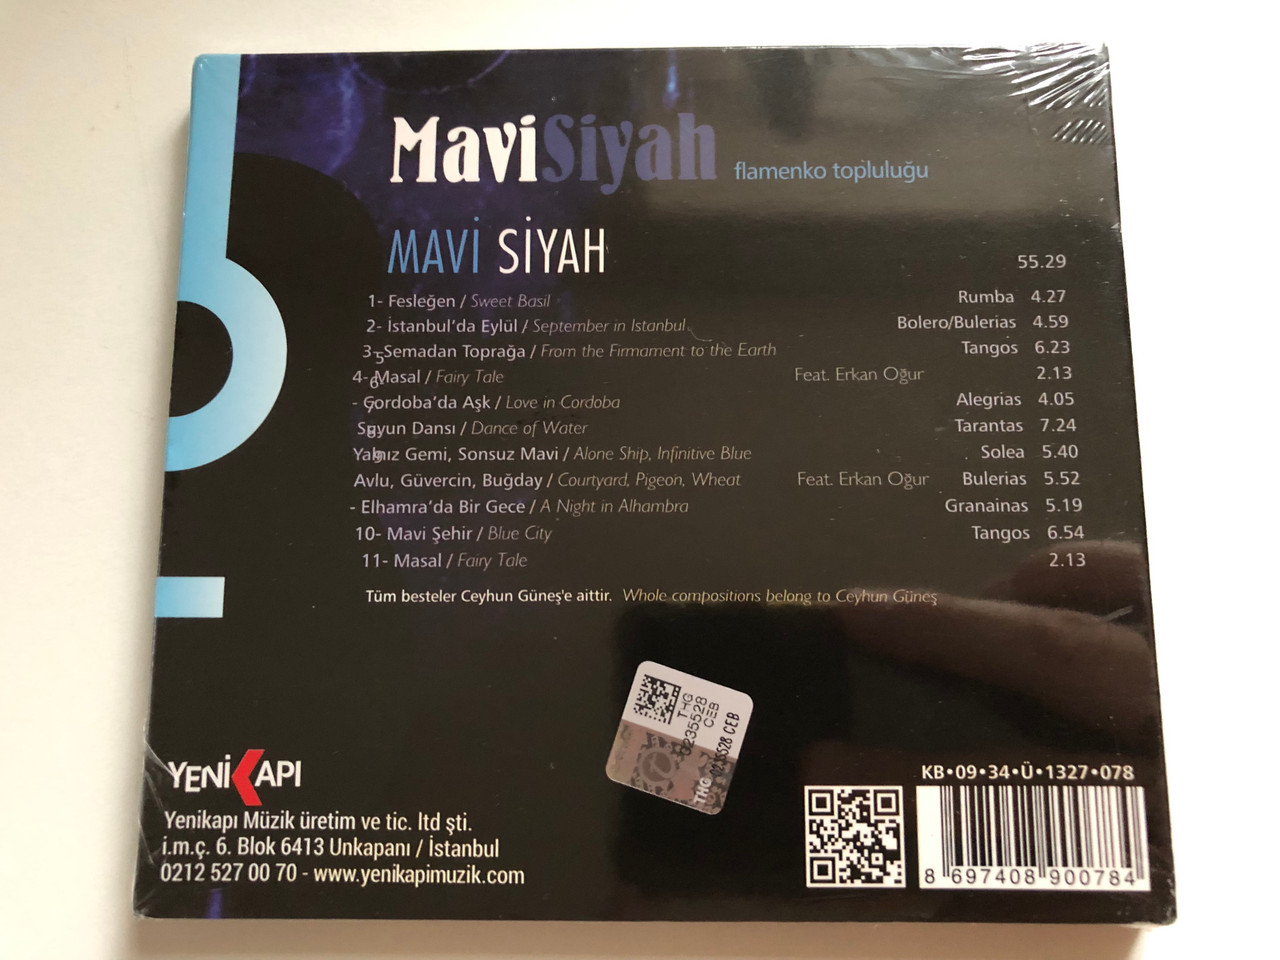 MaviSiyah flamenko topluluğu
MAVİ SİYAH 55.29
1- Fesleğen / Sweet Basil Rumba 4.27
2- İstanbul'da Eylül / September in Istanbul Bolero/Bulerias 4.59
3- Semadan Toprağa / From the Firmament to the Earth Tangos 6.23
4- Masal / Fairy Tale Feat. Erkan Oğur 2.13
- Cordoba'da Aşk / Love in Cordoba Alegrias 4.05
Suyun Dansı / Dance of Water Tarantas 7.24
Yalnız Gemi, Sonsuz Mavi / Alone Ship, Infinitive Blue Solea 5.40
Avlu, Güvercin, Buğday / Courtyard, Pigeon, Wheat Feat. Erkan Oğur Bulerias 5.52
- Elhamra'da Bir Gece / A Night in Alhambra Granainas 5.19
10- Mavi Şehir / Blue City Tangos 6.54
11- Masal / Fairy Tale 2.13
Tüm besteler Ceyhun Güneş'e aittir. Whole compositions belong to Ceyhun Güneş
THG
0235528
CEB
THG 0235528 CEB
YENİKAPI
Yenikapı Müzik üretim ve tic. ltd şti.
i.m.ç. 6. Blok 6413 Unkapanı / İstanbul
0212 527 00 70 - www.yenikapimuzik.com
KB•09•34•Ü•1327•078
8 697408 900784